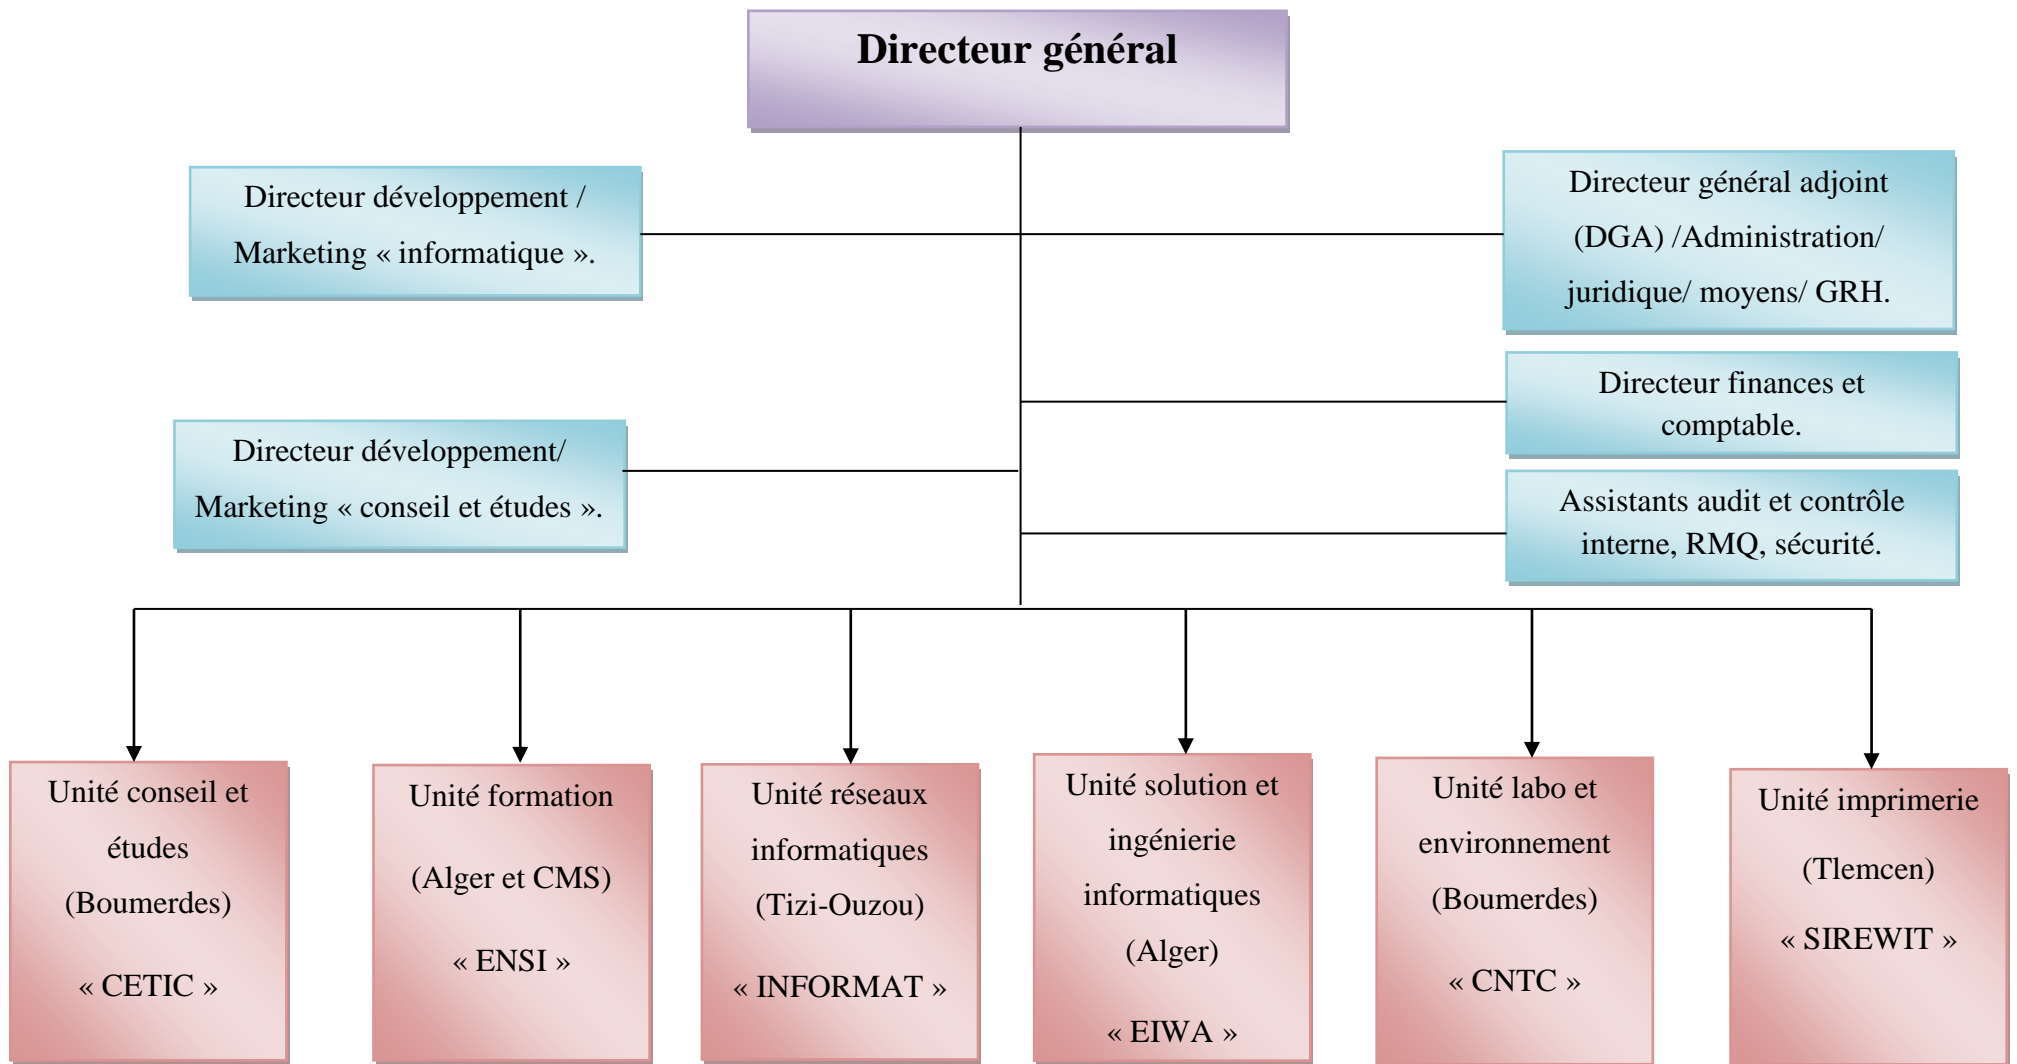 Directeur général
Directeur développement /
Marketing « informatique ».
Directeur général adjoint
(DGA) /Administration/
juridique/ moyens/ GRH.
Directeur finances et
comptable.
Directeur développement/
Marketing « conseil et études ».
Assistants audit et contrôle
interne, RMQ, sécurité.
Unité conseil et
études
(Boumerdes)
« CETIC »
Unité formation
(Alger et CMS)
« ENSI »
Unité réseaux
informatiques
(Tizi-Ouzou)
« INFORMAT »
Unité solution et
ingénierie
informatiques
(Alger)
« EIWA »
Unité labo et
environnement
(Boumerdes)
« CNTC »
Unité imprimerie
(Tlemcen)
« SIREWIT »